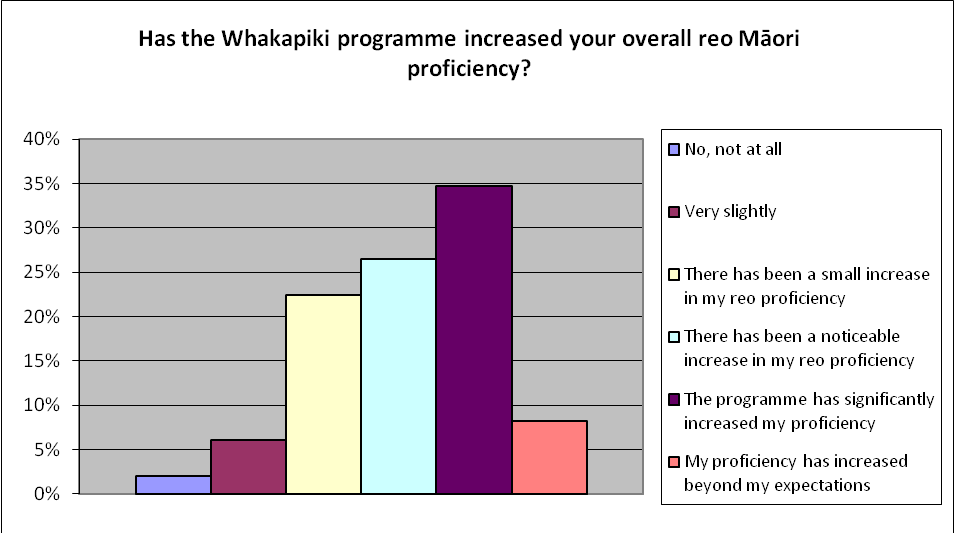 Has the Whakapiki programme increased your overall reo Māori
proficiency?
40%
35%
30%
25%
20%
15%
10%
5%
0%
No, not at all
Very slightly
There has been a small increase
in my reo proficiency
There has been a noticeable
increase in my reo proficiency
The programme has significantly
increased my proficiency
My proficiency has increased
beyond my expectations